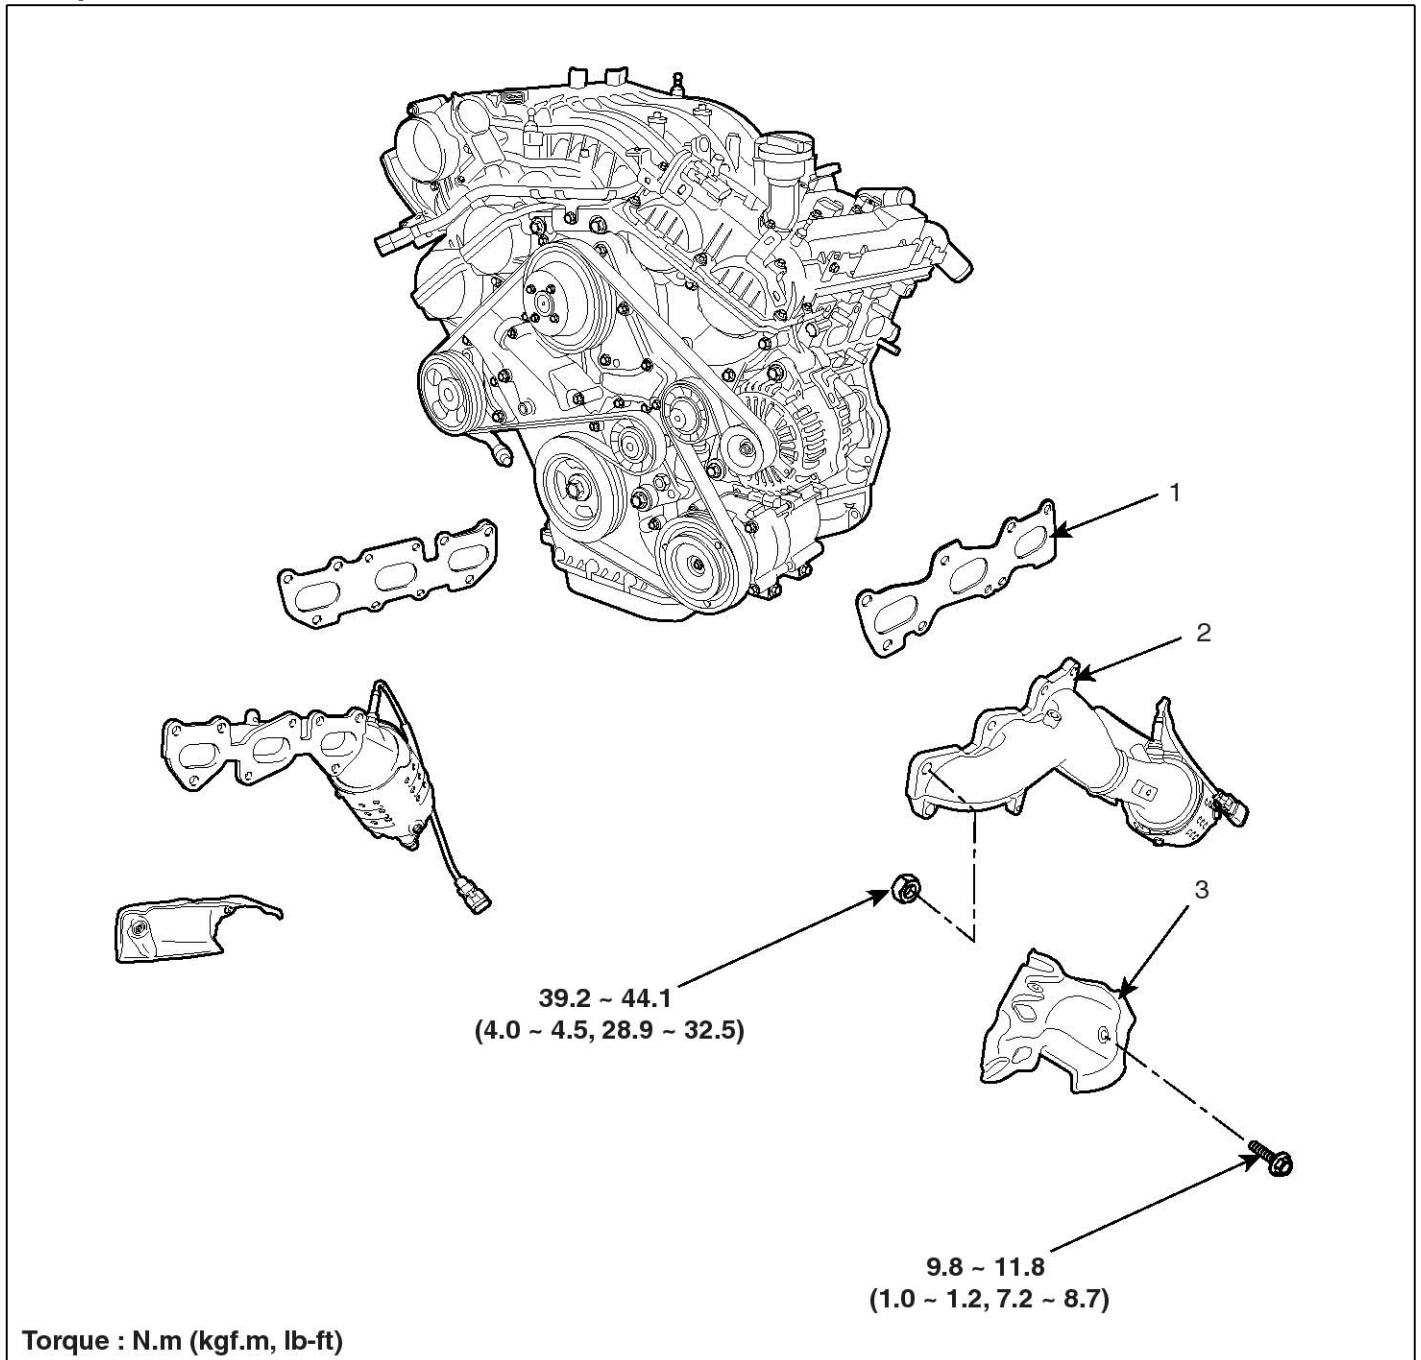 1
2
3
39.2 ~ 44.1
(4.0 ~ 4.5, 28.9 ~ 32.5)
9.8 ~ 11.8
(1.0 ~ 1.2, 7.2 ~ 8.7)
Torque : N.m (kgf.m, lb-ft)